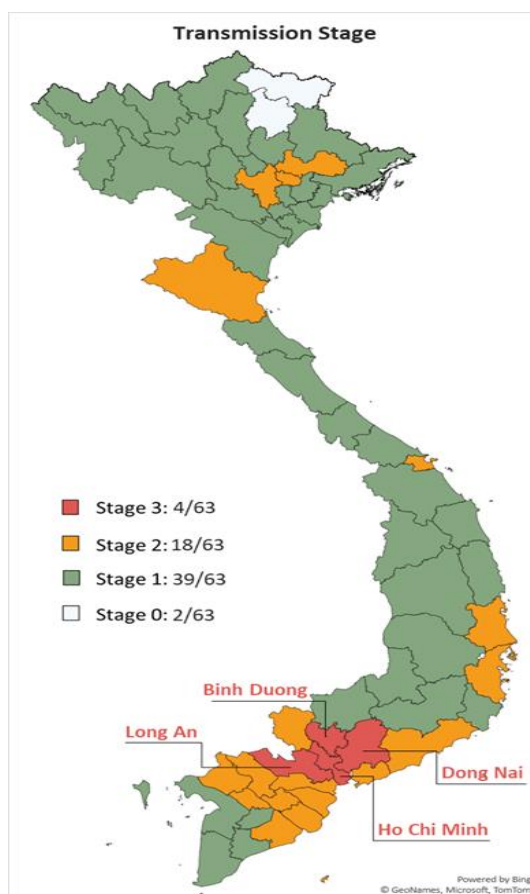 Transmission Stage
Stage 3: 4/63
Stage 2: 18/63
Stage 1: 39/63
Stage 0: 2/63
Binh Duong
Long An
Dong Nai
Ho Chi Minh
Powered by Bing
© GeoNames, Microsoft, TomTom